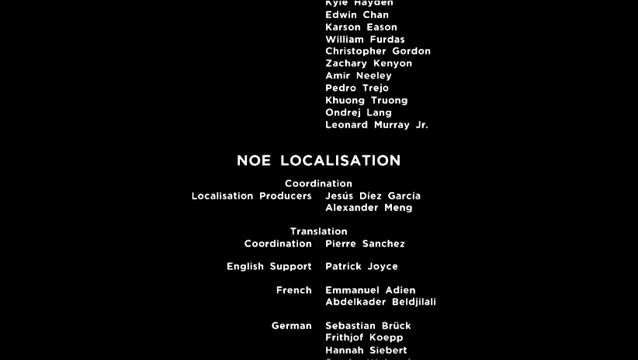 Kyle Hayden
Edwin Chan
Karson Eason
William Furdas
Christopher Gordon
Zachary Kenyon
Amir Neeley
Pedro Trejo
Khuong Truong
Ondrej Lang
Leonard Murray Jr.
NOE LOCALISATION
Coordination
Localisation Producers Jesús Díez García
Alexander Meng
Translation
Coordination Pierre Sanchez
English Support Patrick Joyce
French Emmanuel Adien
Abdelkader Beldjilali
German Sebastian Brück
Frithjof Koepp
Hannah Siebert